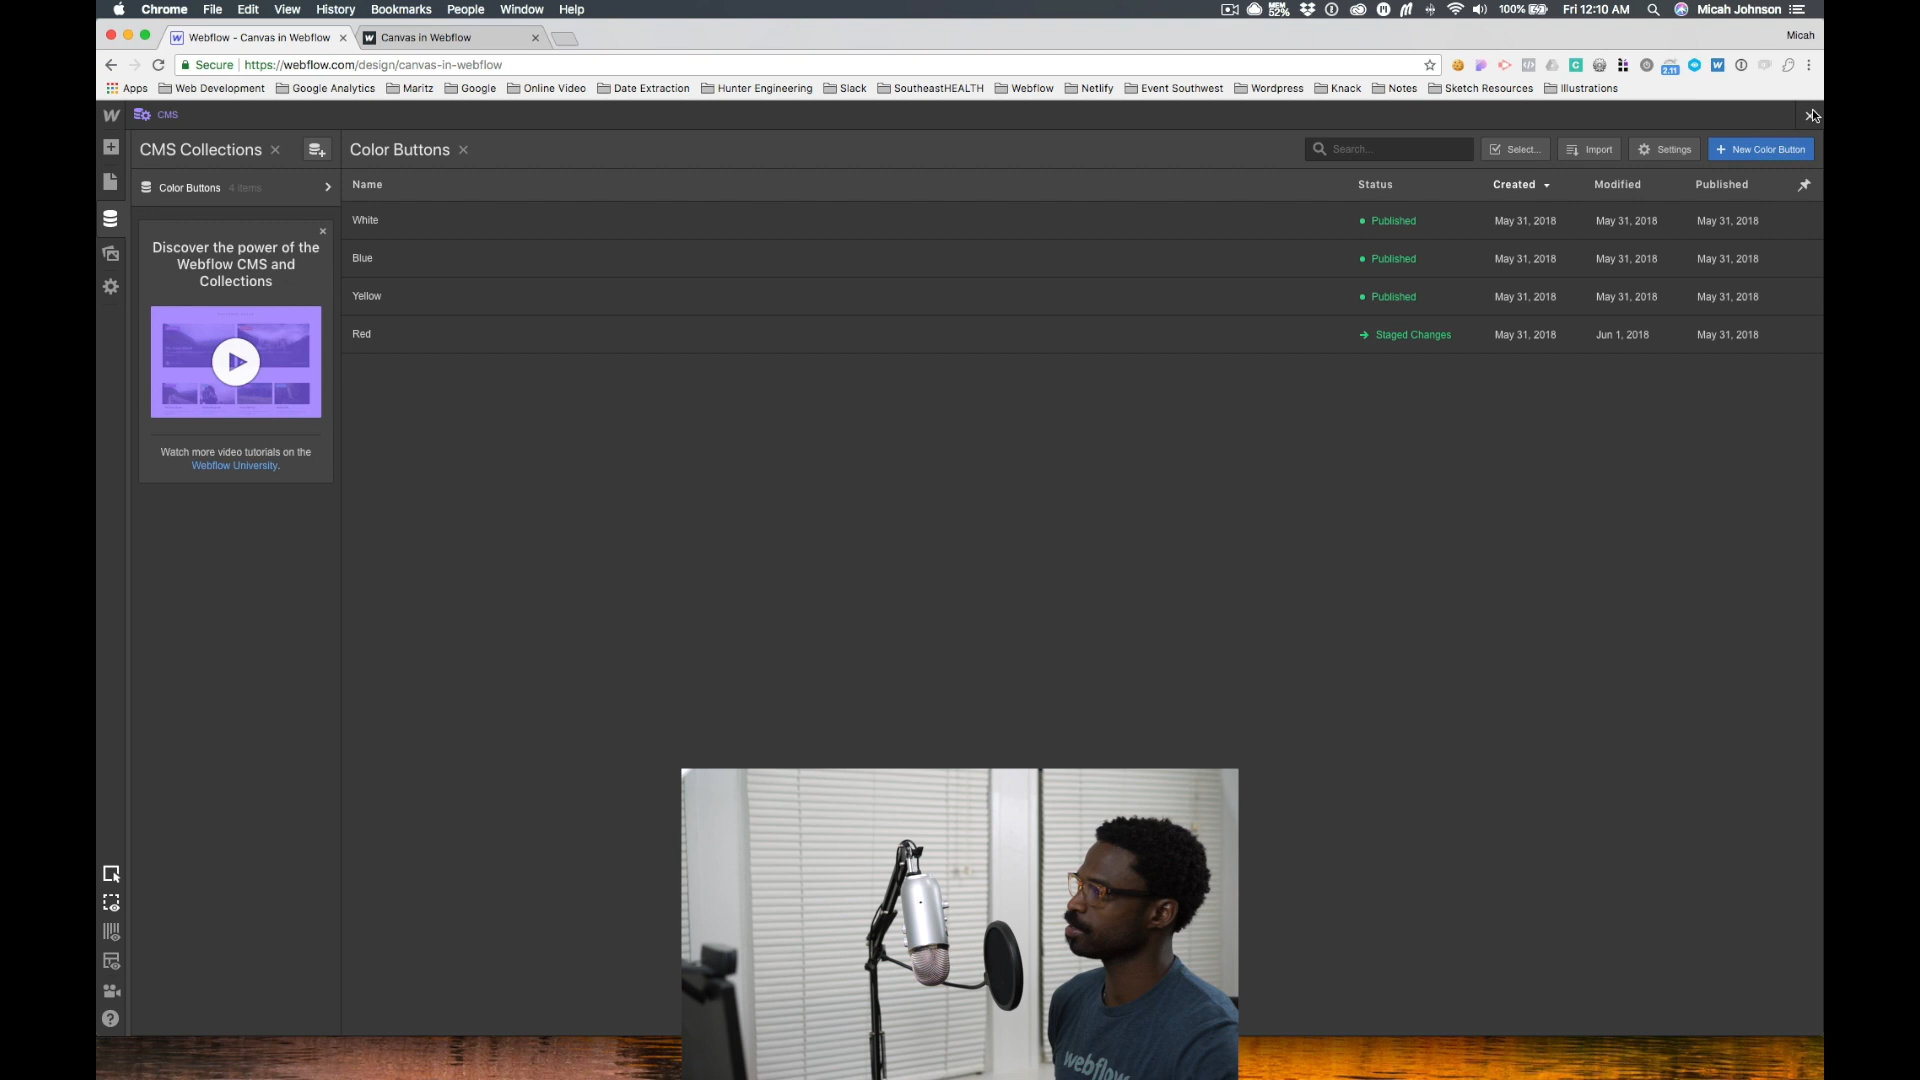 Chrome File Edit View History Bookmarks People Window Help MEM 52% 100% Fri 12:10 AM Micah Johnson
Webflow - Canvas in Webflow Canvas in Webflow Micah
Secure https://webflow.com/design/canvas-in-webflow 2.11
Apps Web Development Google Analytics Maritz Google Online Video Date Extraction Hunter Engineering Slack SoutheastHEALTH Webflow Netlify Event Southwest Wordpress Knack Notes Sketch Resources Illustrations
CMS
CMS Collections Color Buttons Search... Select... Import Settings + New Color Button
Color Buttons 4 items
Name Status Created Modified Published
White Published May 31, 2018 May 31, 2018 May 31, 2018
Blue Published May 31, 2018 May 31, 2018 May 31, 2018
Yellow Published May 31, 2018 May 31, 2018 May 31, 2018
Red Staged Changes May 31, 2018 Jun 1, 2018 May 31, 2018
Discover the power of the
Webflow CMS and
Collections
Watch more video tutorials on the
Webflow University.
webflow